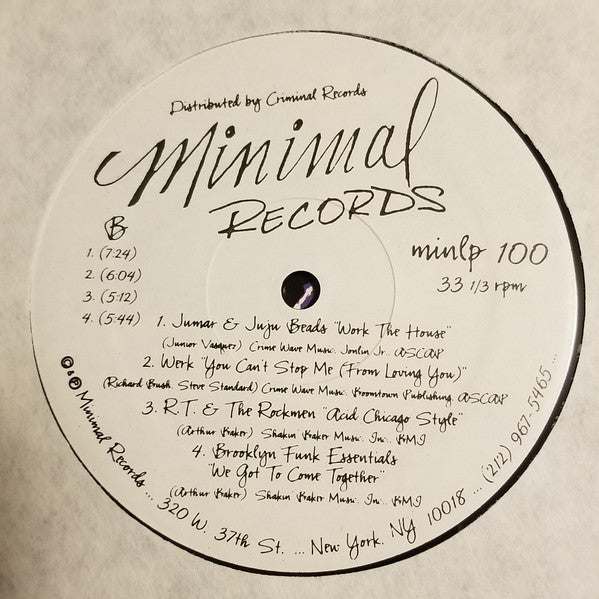 Distributed by Criminal Records
Minimal
RECORDS
B
minlp 100
33 1/3 rpm
1. (7:24)
2. (6:04)
3. (5:12)
4. (5:44)
1. Jumar & Juju Beads "Work The House"
(Junior Vasquez) Crime Wave Music. Jonlin Jr.. ASCAP
2. Werk "You Can't Stop Me (From Loving You)"
(Richard Bush. Steve Standard) Crime Wave Music. Boomtown Publishing. ASCAP
3. R.T. & The Rockmen "Acid Chicago Style"
(Arthur Baker) Shakin' Baker Music. Inc.. BMI
4. Brooklyn Funk Essentials
"We Got To Come Together"
(Arthur Baker) Shakin' Baker Music. Inc.. BMI
© & ℗ Minimal Records ... 320 W. 37th St. ... New York. NY 10018 ... (212) 967-5465 ...